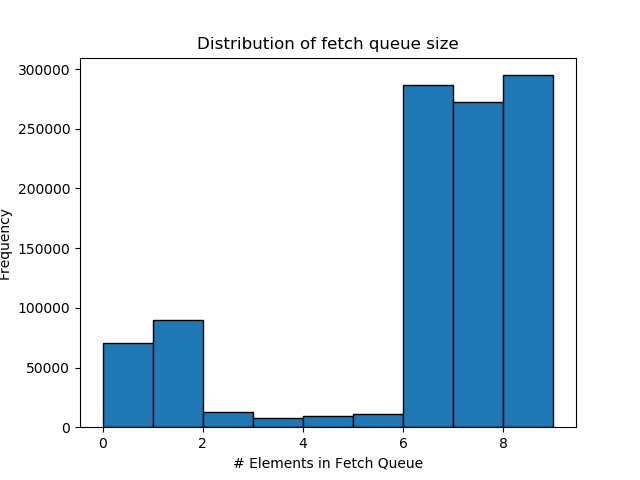 Distribution of fetch queue size
300000
250000
200000
150000
100000
50000
0
Frequency
0 2 4 6 8
# Elements in Fetch Queue